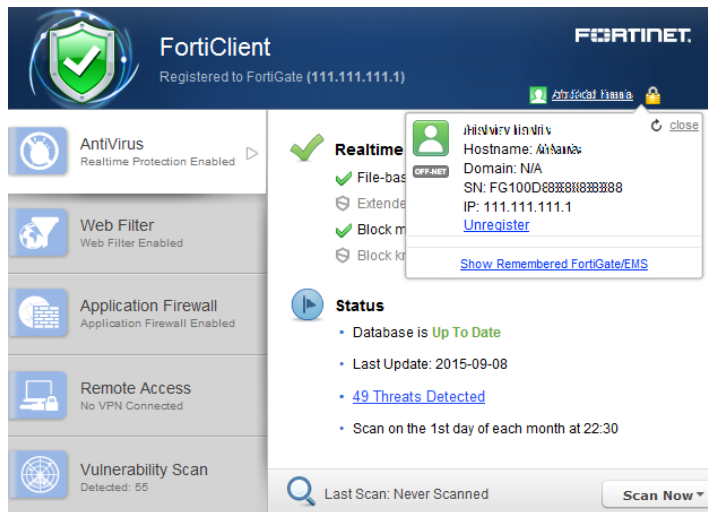 FortiClient
FORTINET
Registered to FortiGate (111.111.111.1)
close
Hostname:
OFF-NET
Domain: N/A
SN: FG100D
IP: 111.111.111.1
Unregister
Show Remembered FortiGate/EMS
AntiVirus
Realtime Protection Enabled
Web Filter
Web Filter Enabled
Application Firewall
Application Firewall Enabled
Remote Access
No VPN Connected
Vulnerability Scan
Detected: 55
Realtime
File-bas
Extende
Block m
Block kr
Status
Database is Up To Date
Last Update: 2015-09-08
49 Threats Detected
Scan on the 1st day of each month at 22:30
Last Scan: Never Scanned
Scan Now